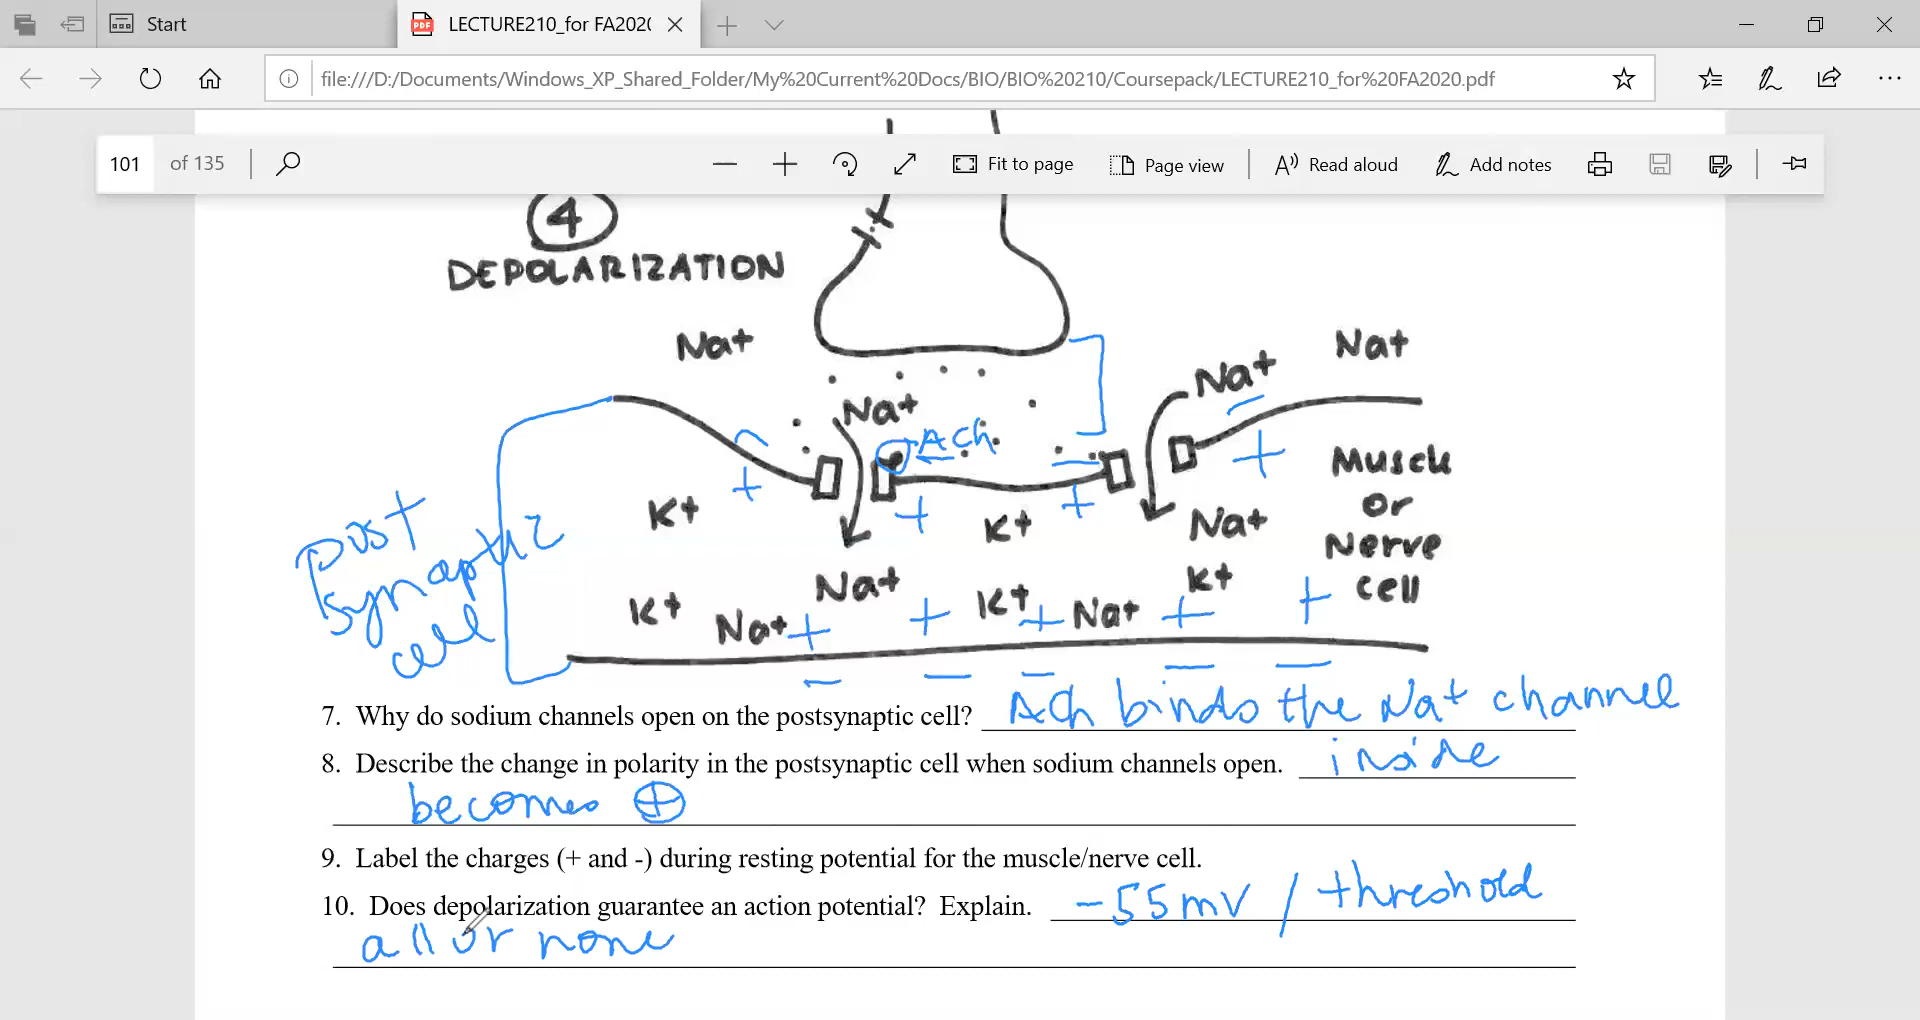 Start
LECTURE210_for FA2020
file:///D:/Documents/Windows_XP_Shared_Folder/My%20Current%20Docs/BIO/BIO%20210/Coursepack/LECTURE210_for%20FA2020.pdf
101 of 135 Fit to page Page view Read aloud Add notes
4
DEPOLARIZATION
Na+ Na+ Na+
Na+
ACh
K+ K+ Na+
Muscle
or
Nerve
cell
Na+ K+
K+ Na+ K+ Na+
Post
synaptic
cell
7. Why do sodium channels open on the postsynaptic cell? ACh binds the Na+ channel
8. Describe the change in polarity in the postsynaptic cell when sodium channels open. inside
becomes ⊕
9. Label the charges (+ and -) during resting potential for the muscle/nerve cell.
10. Does depolarization guarantee an action potential? Explain. -55mV / threshold
all or none